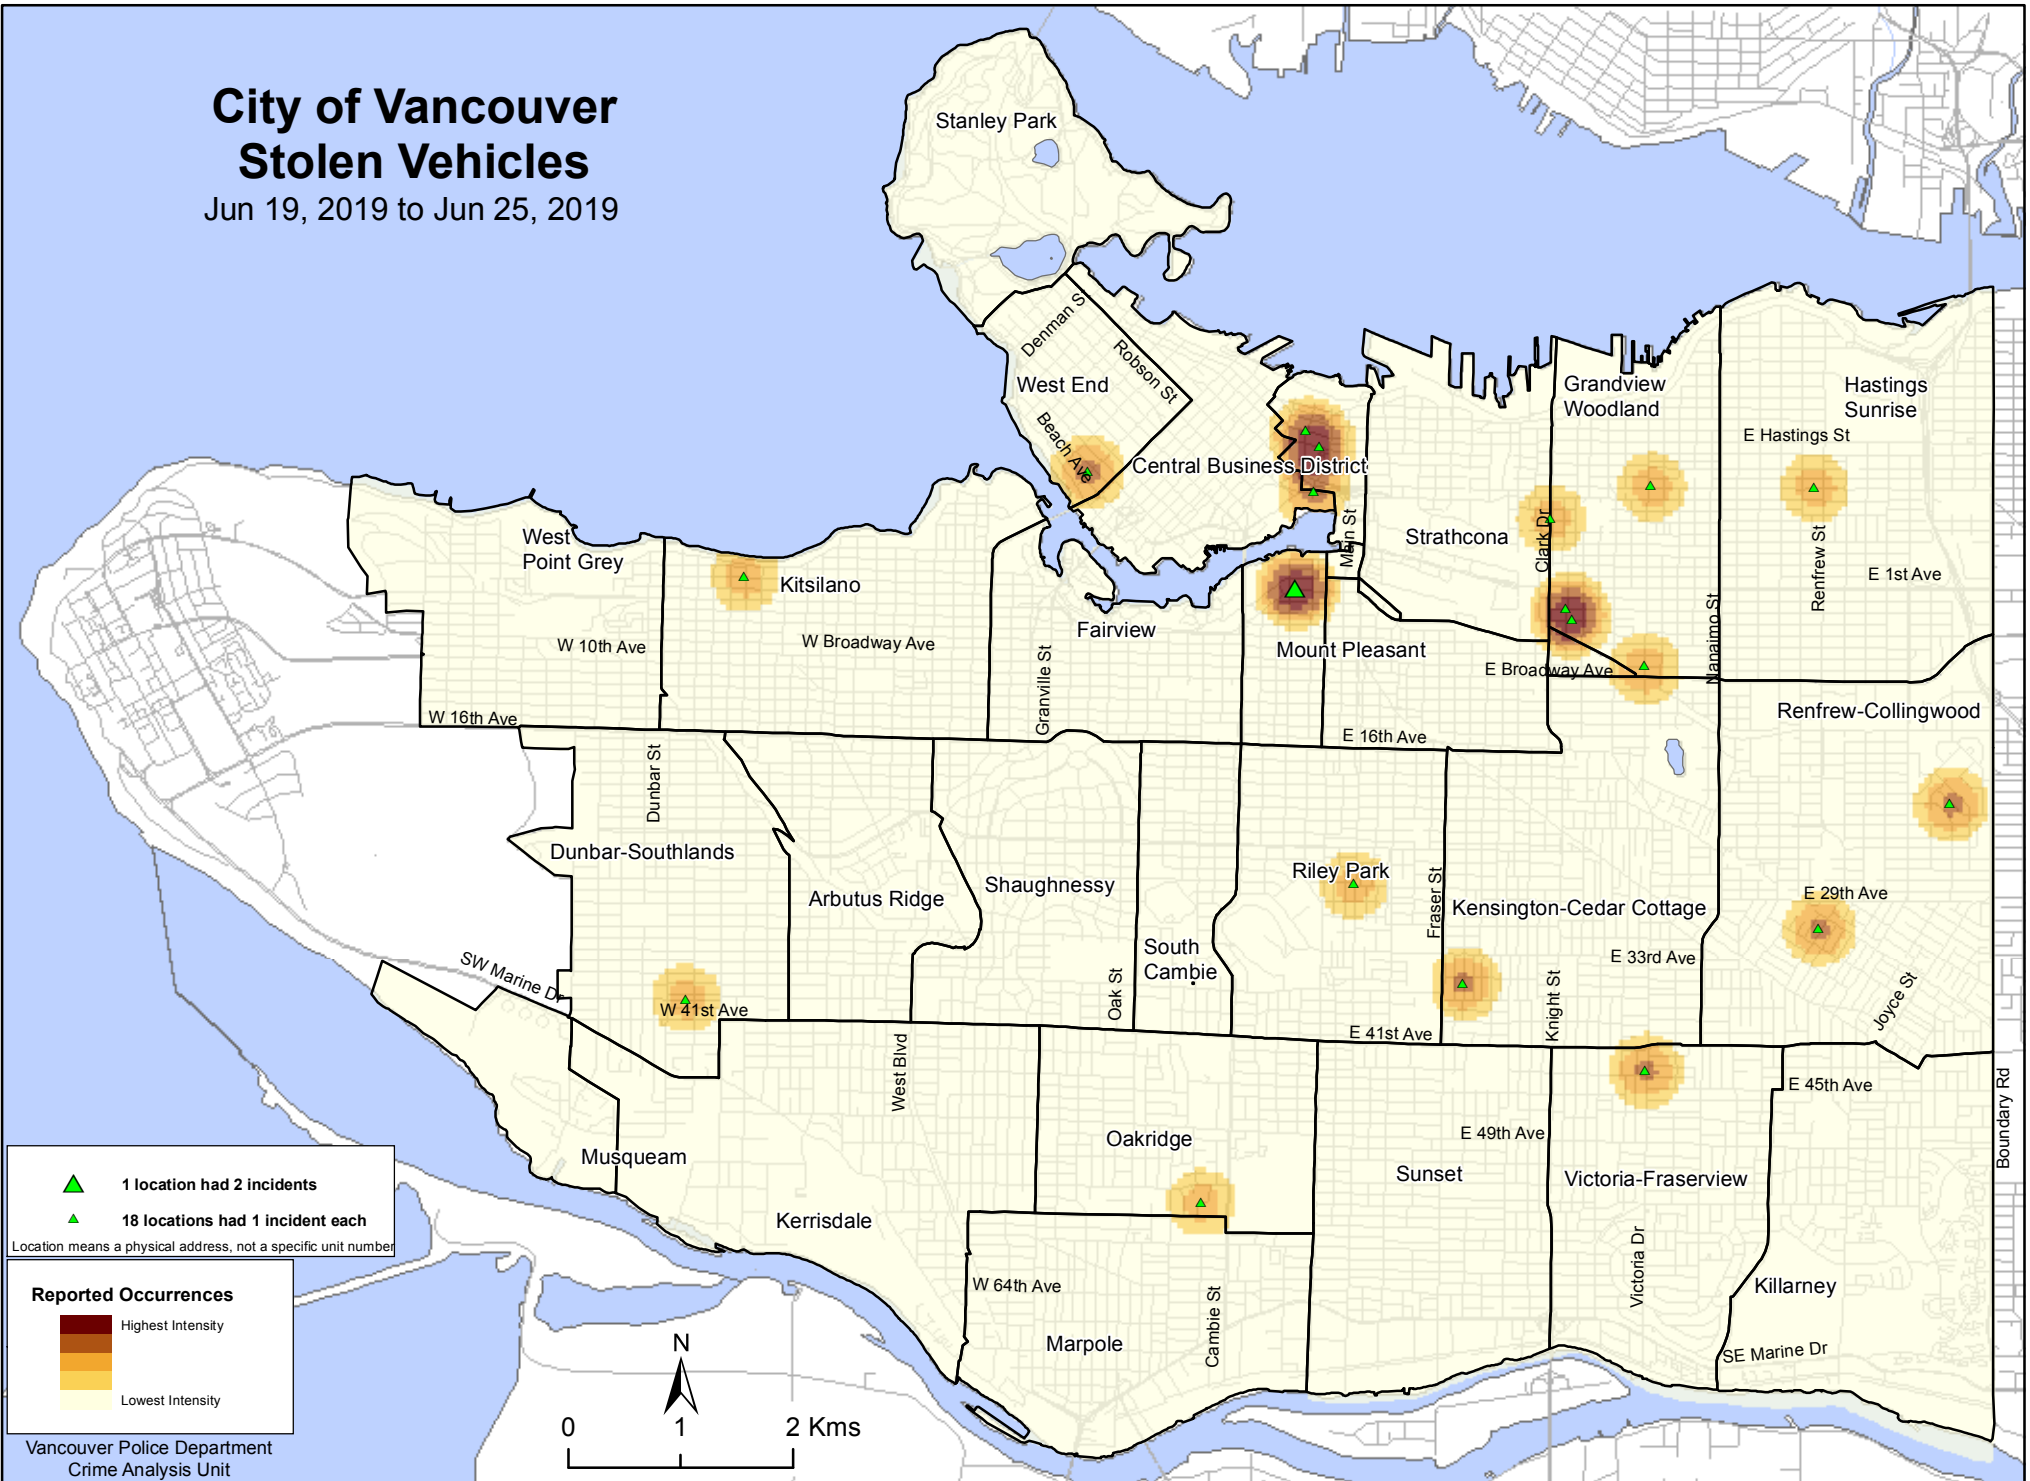 City of Vancouver
Stolen Vehicles
Jun 19, 2019 to Jun 25, 2019
Stanley Park
Denman St
Robson St
West End
Beach Ave
Central Business District
Grandview
Woodland
Hastings
Sunrise
E Hastings St
West
Point Grey
Kitsilano
Strathcona
Main St
Clark Dr
Renfrew St
E 1st Ave
Nanaimo St
W 10th Ave
W Broadway Ave
Fairview
Granville St
Mount Pleasant
E Broadway Ave
W 16th Ave
E 16th Ave
Renfrew-Collingwood
Dunbar St
Dunbar-Southlands
Arbutus Ridge
Shaughnessy
Riley Park
Fraser St
Kensington-Cedar Cottage
E 29th Ave
South
Cambie
Oak St
E 33rd Ave
Knight St
Joyce St
SW Marine Dr
W 41st Ave
E 41st Ave
West Blvd
E 45th Ave
Boundary Rd
Musqueam
Oakridge
E 49th Ave
Sunset
Victoria-Fraserview
Kerrisdale
Victoria Dr
W 64th Ave
Cambie St
Killarney
Marpole
SE Marine Dr
1 location had 2 incidents
18 locations had 1 incident each
Location means a physical address, not a specific unit number
Reported Occurrences
Highest Intensity
Lowest Intensity
Vancouver Police Department
Crime Analysis Unit
N
0 1 2 Kms